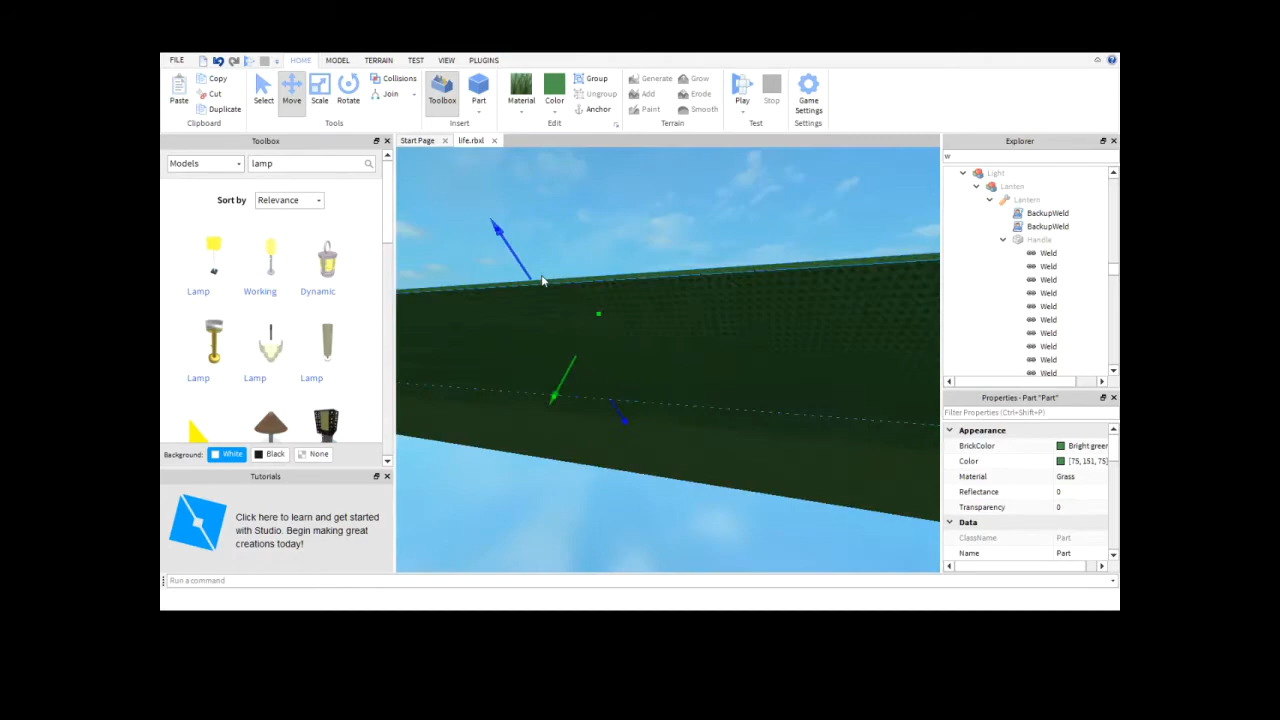 FILE HOME MODEL TERRAIN TEST VIEW PLUGINS
Copy Collisions Group Generate Grow
Cut Join Ungroup Add Erode
Paste Duplicate Select Move Scale Rotate Toolbox Part Material Color Anchor Paint Smooth Play Stop Game Settings
Clipboard Tools Insert Edit Terrain Test Settings
Toolbox Start Page life.rbxl Explorer
Models lamp
w
Sort by Relevance
Light
Lanten
Lantern
BackupWeld
BackupWeld
Handle
Weld
Weld
Weld
Weld
Weld
Weld
Weld
Weld
Weld
Weld
Lamp Working Dynamic
Lamp Lamp Lamp
Background: White Black None
Tutorials
Click here to learn and get started
with Studio. Begin making great
creations today!
Properties - Part "Part"
Filter Properties (Ctrl+Shift+P)
Appearance
BrickColor Bright green
Color [75, 151, 75]
Material Grass
Reflectance 0
Transparency 0
Data
ClassName Part
Name Part
Run a command